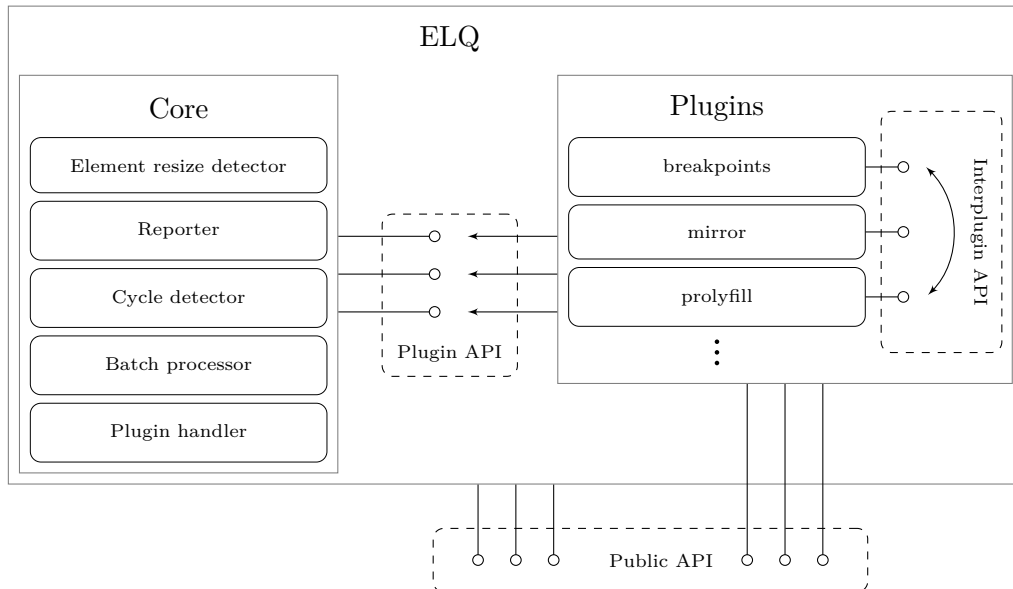 ELQ
Core
Element resize detector
Reporter
Cycle detector
Batch processor
Plugin handler
Plugin API
Plugins
breakpoints
mirror
prolyfill
Interplugin API
Public API